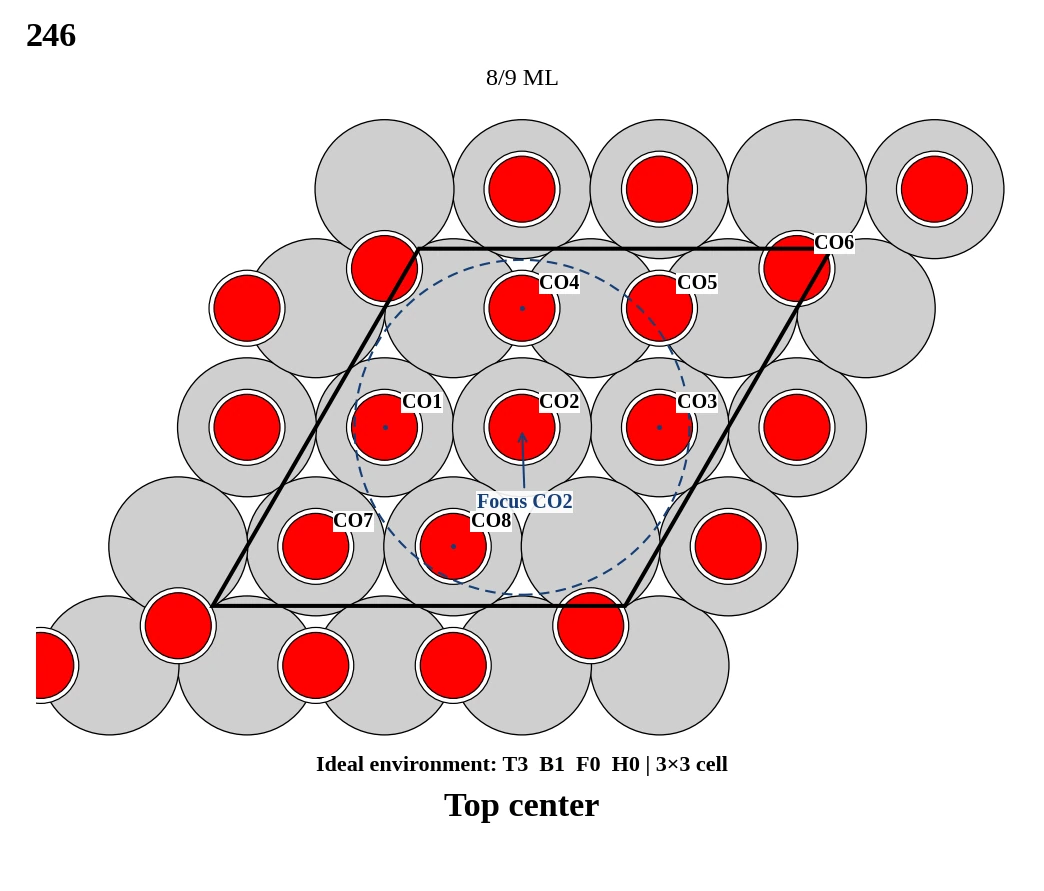 246
8/9 ML
CO6
CO4 CO5
CO1 CO2 CO3
Focus CO2
CO7 CO8
Ideal environment: T3 B1 F0 H0 | 3×3 cell
Top center